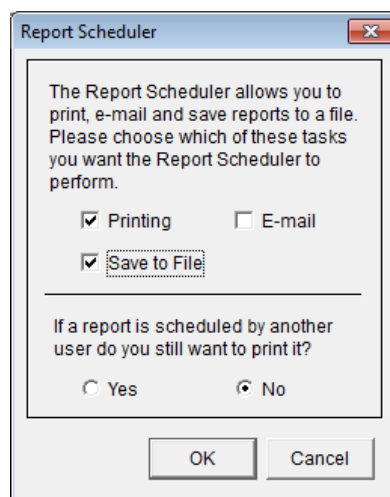 Report Scheduler
The Report Scheduler allows you to
print, e-mail and save reports to a file.
Please choose which of these tasks
you want the Report Scheduler to
perform.
Printing E-mail
Save to File
If a report is scheduled by another
user do you still want to print it?
Yes No
OK Cancel